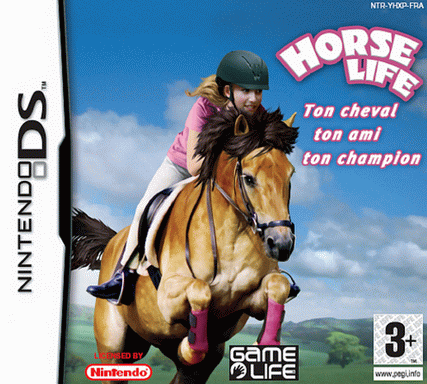 NTR-YHXP-FRA
HORSE
LIFE
Ton cheval
ton ami
ton champion
NINTENDO DS™
LICENSED BY
Nintendo
GAME
LIFE
3+
www.pegi.info